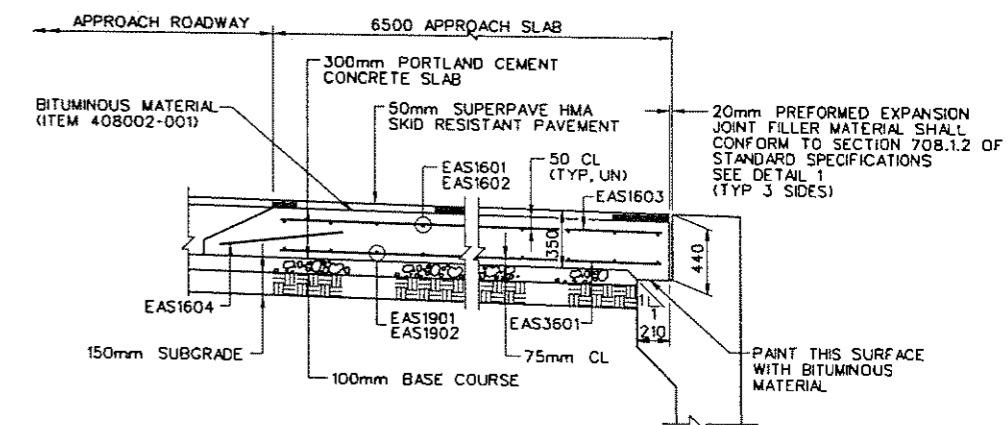 APPROACH ROADWAY
6500 APPROACH SLAB
300mm PORTLAND CEMENT
CONCRETE SLAB
BITUMINOUS MATERIAL
(ITEM 408002-001)
50mm SUPERPAVE HMA
SKID RESISTANT PAVEMENT
20mm PREFORMED EXPANSION
JOINT FILLER MATERIAL SHALL
CONFORM TO SECTION 708.1.2 OF
STANDARD SPECIFICATIONS
SEE DETAIL 1
(TYP 3 SIDES)
EAS1601
EAS1602
50 CL
(TYP, UN)
EAS1603
350
440
EAS1604
EAS1901
EAS1902
EAS3601
1
1
210
150mm SUBGRADE
75mm CL
PAINT THIS SURFACE
WITH BITUMINOUS
MATERIAL
100mm BASE COURSE